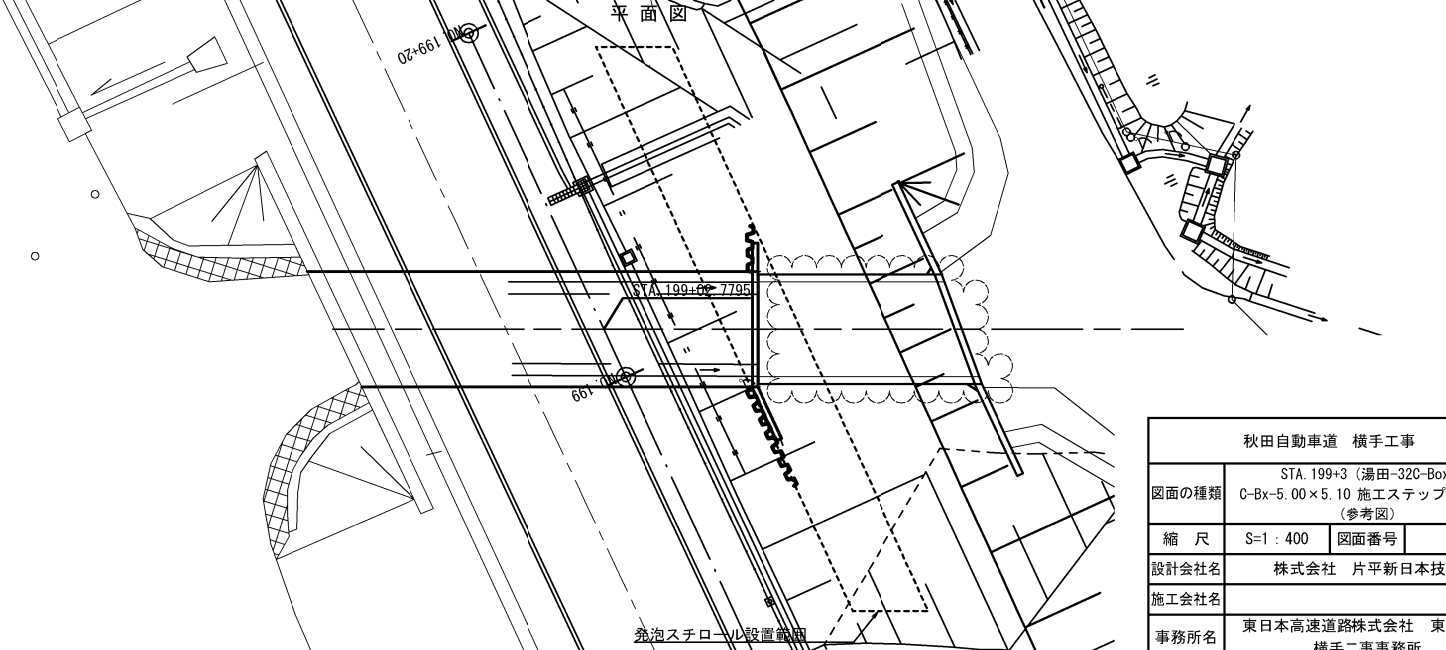 平面図
NO.199+20
STA.199+02.7795
NO.199
発泡スチロール設置範囲
秋田自動車道　横手工事
図面の種類
STA.199+3（湯田-32C-Box
C-Bx-5.00×5.10 施工ステップ
（参考図）
縮　尺
S=1：400
図面番号
設計会社名
株式会社　片平新日本技
施工会社名
事務所名
東日本高速道路株式会社　東
横手工事事務所